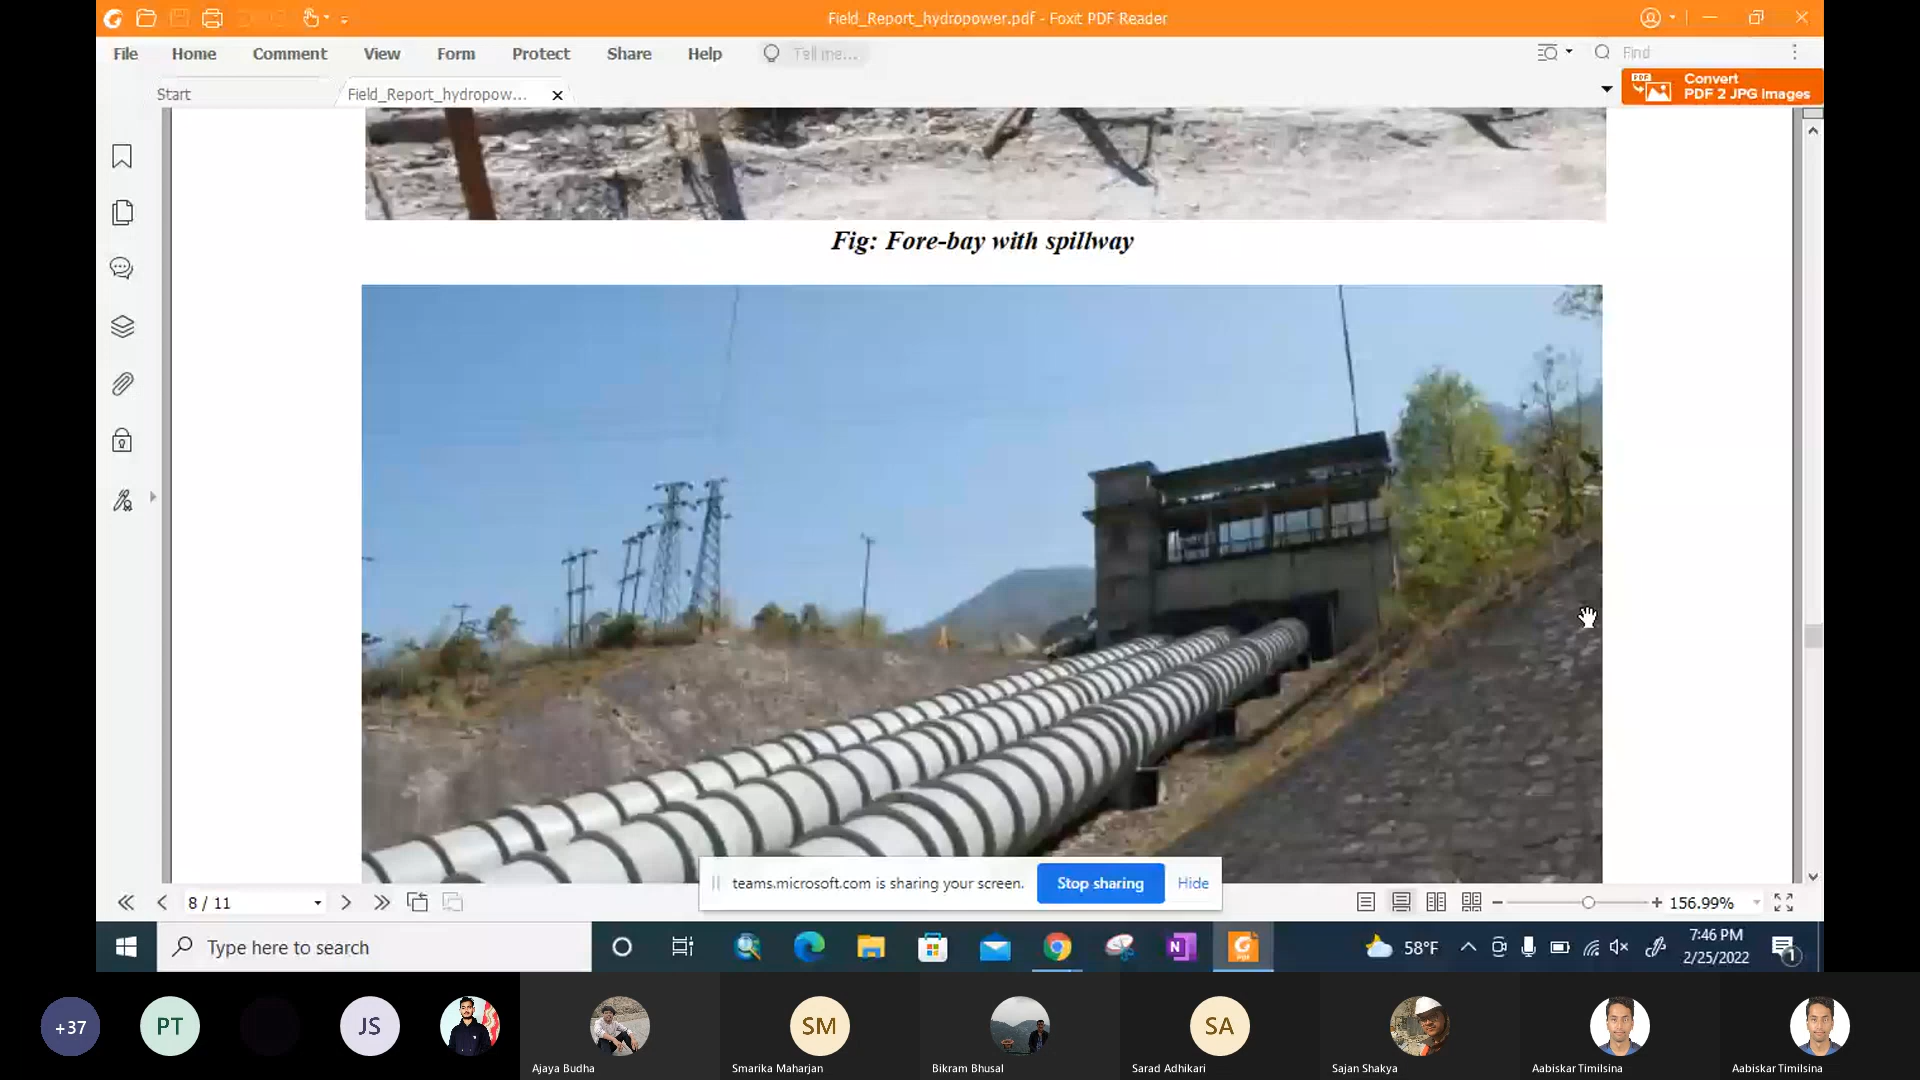 Field_Report_hydropower.pdf - Foxit PDF Reader
File Home Comment View Form Protect Share Help Tell me... Find
Start Field_Report_hydropow...
Convert
PDF 2 JPG Images
Fig: Fore-bay with spillway
teams.microsoft.com is sharing your screen. Stop sharing Hide
8 / 11 156.99%
Type here to search
58°F
7:46 PM
2/25/2022
1
+37 PT JS SM SA
Ajaya Budha Smarika Maharjan Bikram Bhusal Sarad Adhikari Sajan Shakya Aabiskar Timilsina Aabiskar Timilsina